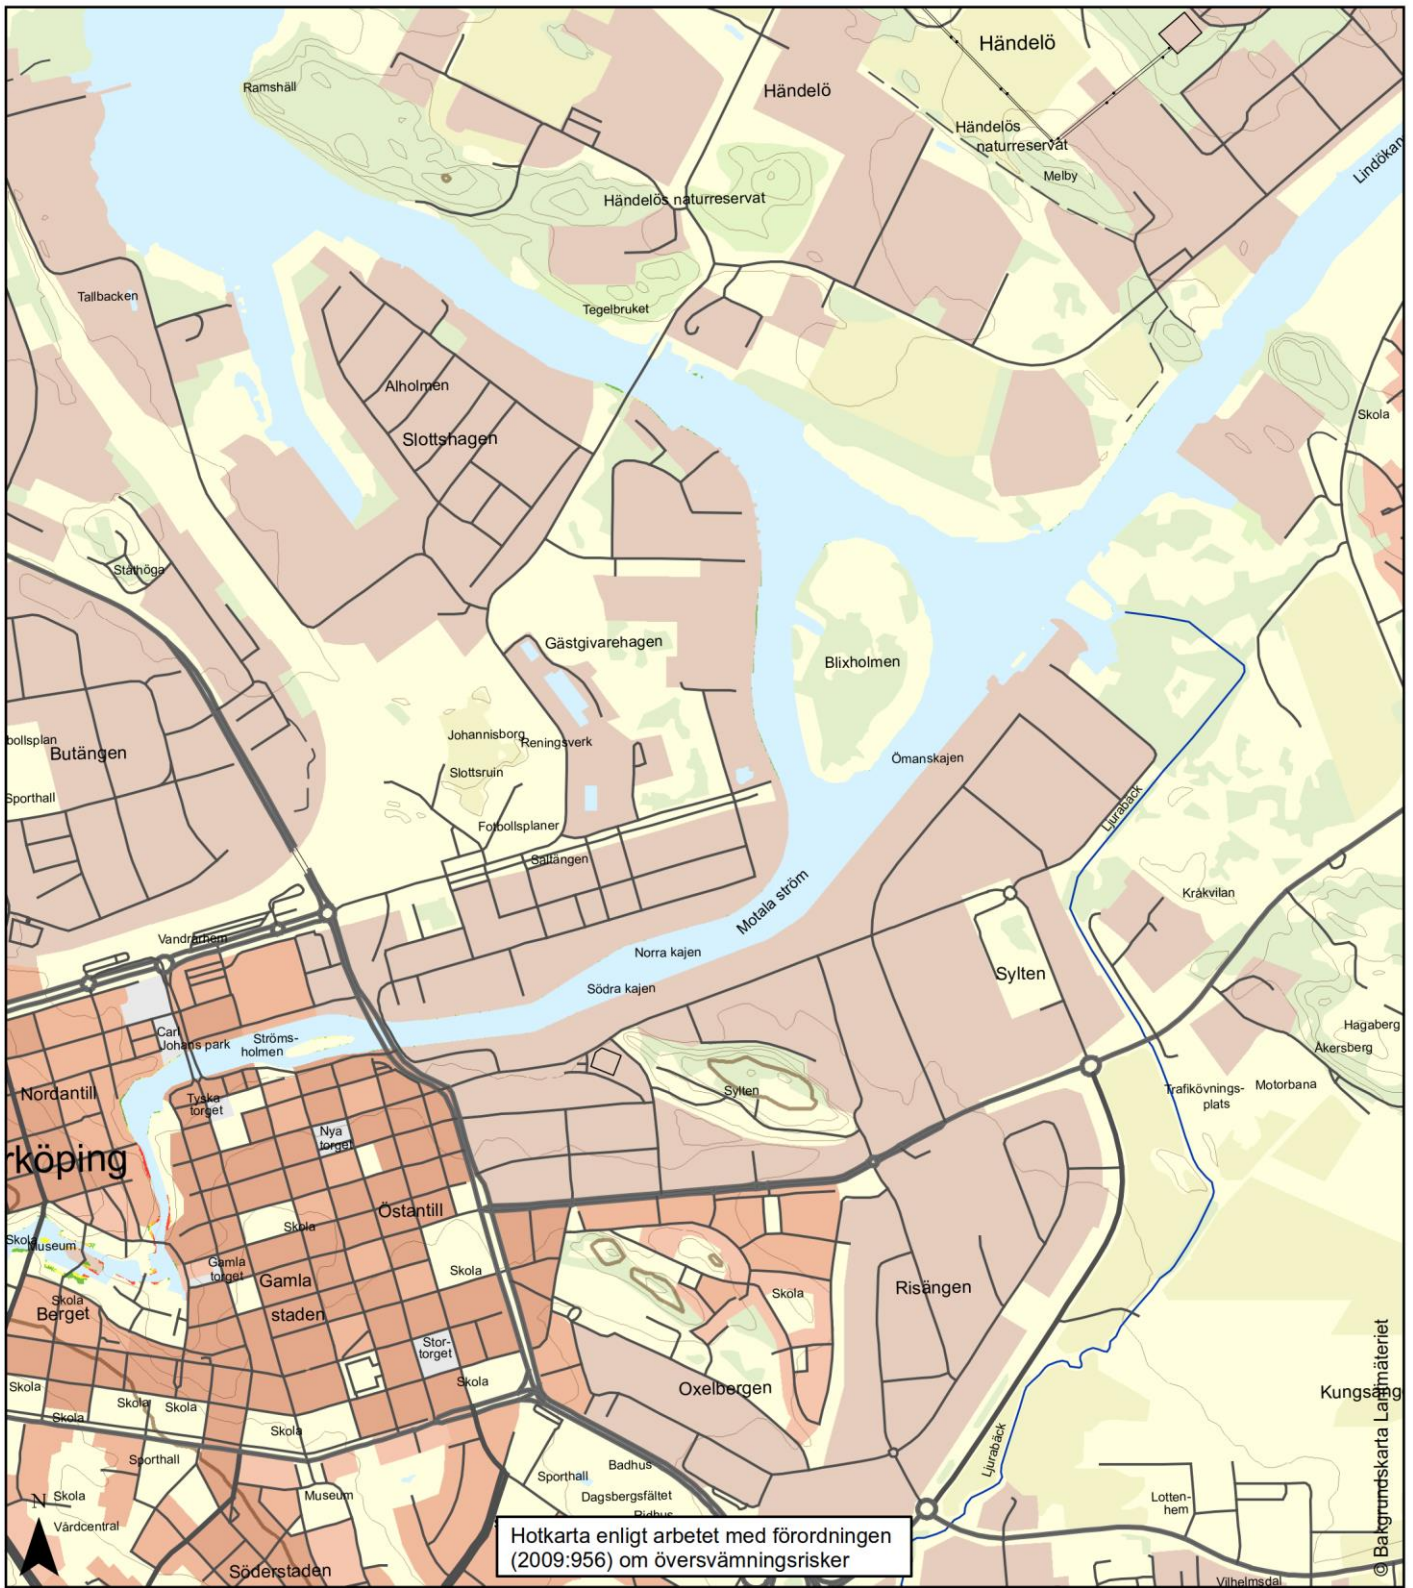 Händelö
Ramshäll
Händelö
Händelös
naturreservat
Melby
Lindökan
Händelös naturreservat
Tallbacken
Tegelbruket
Alholmen
Skola
Slottshagen
Ståthöga
Gästgivarehagen
Blixholmen
bollsplan
Butängen
Johannisborg
Reningsverk
Slottsruin
Ömanskajen
Sporthall
Ljurabäck
Fotbollsplaner
Saltängen
Motala ström
Kråkvilan
Vandrarhem
Norra kajen
Sylten
Södra kajen
Carl
Johans park
Ströms-
holmen
Hagaberg
Åkersberg
Nordantill
Tyska
torget
Sylten
Trafikövnings-
plats
Motorbana
Nya
torget
rköping
Östantill
Skola
Skola
Museum
Gamla
torget
Gamla
staden
Skola
Risängen
Skola
Skola
Berget
Stor-
torget
Skola
Oxelbergen
Skola
Kungsäng
Skola
Skola
Skola
Skola
Ljurabäck
Sporthall
Badhus
Sporthall
Skola
Museum
Dagsbergsfältet
Lotten-
hem
N
Vårdcentral
Ridhus
Söderstaden
Hotkarta enligt arbetet med förordningen
(2009:956) om översvämningsrisker
Vilhelmsdal
© Bakgrundskarta Lantmäteriet